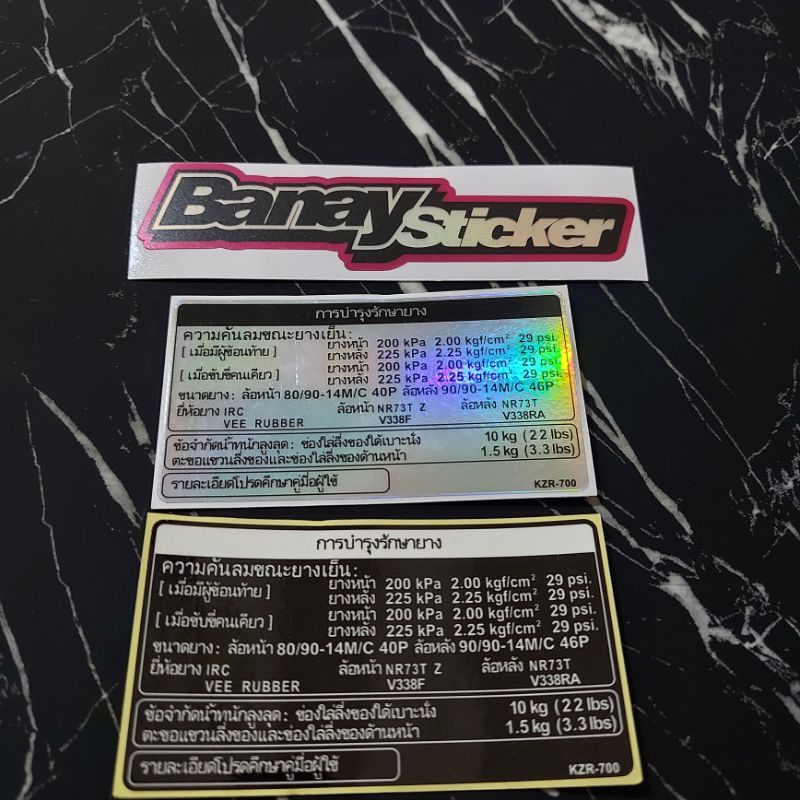 Banay Sticker
การบำรุงรักษายาง
ความดันลมขณะยางเย็น:
[ เมื่อมีผู้ซ้อนท้าย ] ยางหน้า 200 kPa 2.00 kgf/cm² 29 psi.
ยางหลัง 225 kPa 2.25 kgf/cm² 29 psi.
[ เมื่อขับขี่คนเดียว ] ยางหน้า 200 kPa 2.00 kgf/cm² 29 psi.
ยางหลัง 225 kPa 2.25 kgf/cm² 29 psi.
ขนาดยาง: ล้อหน้า 80/90-14M/C 40P ล้อหลัง 90/90-14M/C 46P
ยี่ห้อยาง IRC ล้อหน้า NR73T Z ล้อหลัง NR73T
VEE RUBBER V338F V338RA
ข้อจำกัดน้ำหนักสูงสุด: ช่องใส่สิ่งของใต้เบาะนั่ง 10 kg (22 lbs)
ตะขอแขวนสิ่งของและช่องใส่สิ่งของด้านหน้า 1.5 kg (3.3 lbs)
รายละเอียดโปรดศึกษาคู่มือผู้ใช้ KZR-700
การบำรุงรักษายาง
ความดันลมขณะยางเย็น:
[ เมื่อมีผู้ซ้อนท้าย ] ยางหน้า 200 kPa 2.00 kgf/cm² 29 psi.
ยางหลัง 225 kPa 2.25 kgf/cm² 29 psi.
[ เมื่อขับขี่คนเดียว ] ยางหน้า 200 kPa 2.00 kgf/cm² 29 psi.
ยางหลัง 225 kPa 2.25 kgf/cm² 29 psi.
ขนาดยาง: ล้อหน้า 80/90-14M/C 40P ล้อหลัง 90/90-14M/C 46P
ยี่ห้อยาง IRC ล้อหน้า NR73T Z ล้อหลัง NR73T
VEE RUBBER V338F V338RA
ข้อจำกัดน้ำหนักสูงสุด: ช่องใส่สิ่งของใต้เบาะนั่ง 10 kg (22 lbs)
ตะขอแขวนสิ่งของและช่องใส่สิ่งของด้านหน้า 1.5 kg (3.3 lbs)
รายละเอียดโปรดศึกษาคู่มือผู้ใช้ KZR-700